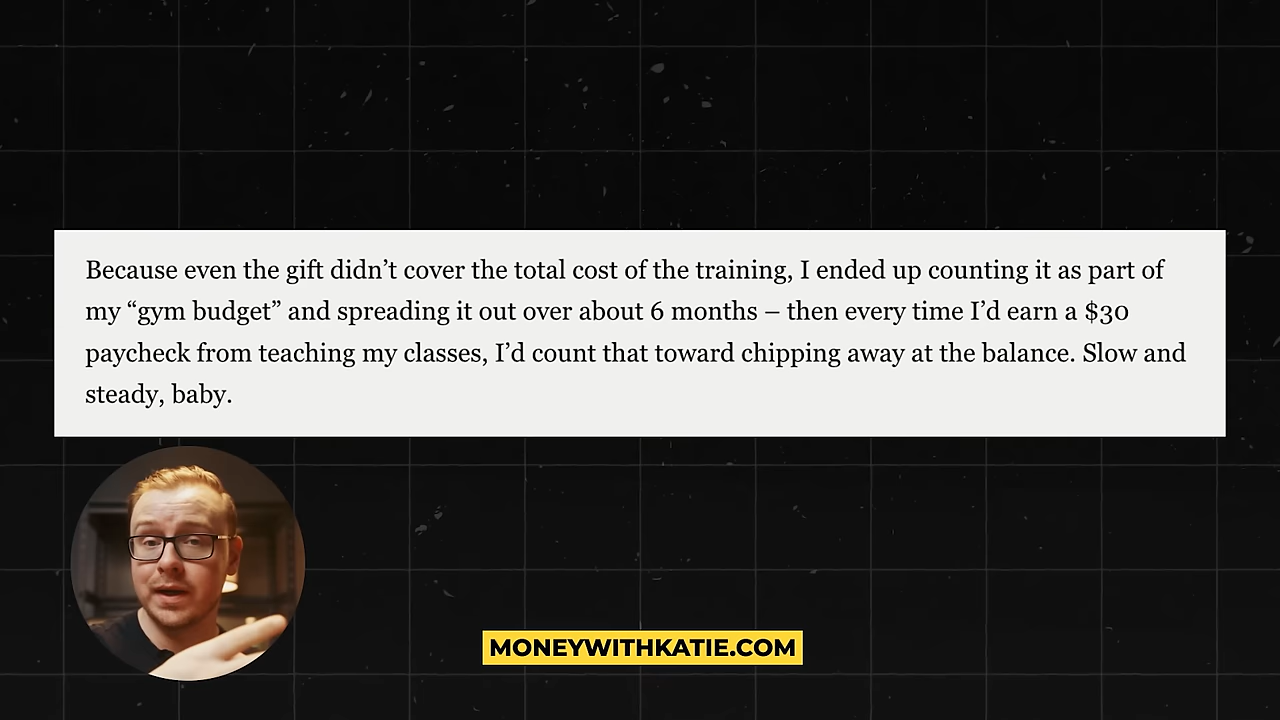 Because even the gift didn’t cover the total cost of the training, I ended up counting it as part of
my “gym budget” and spreading it out over about 6 months – then every time I’d earn a $30
paycheck from teaching my classes, I’d count that toward chipping away at the balance. Slow and
steady, baby.
MONEYWITHKATIE.COM